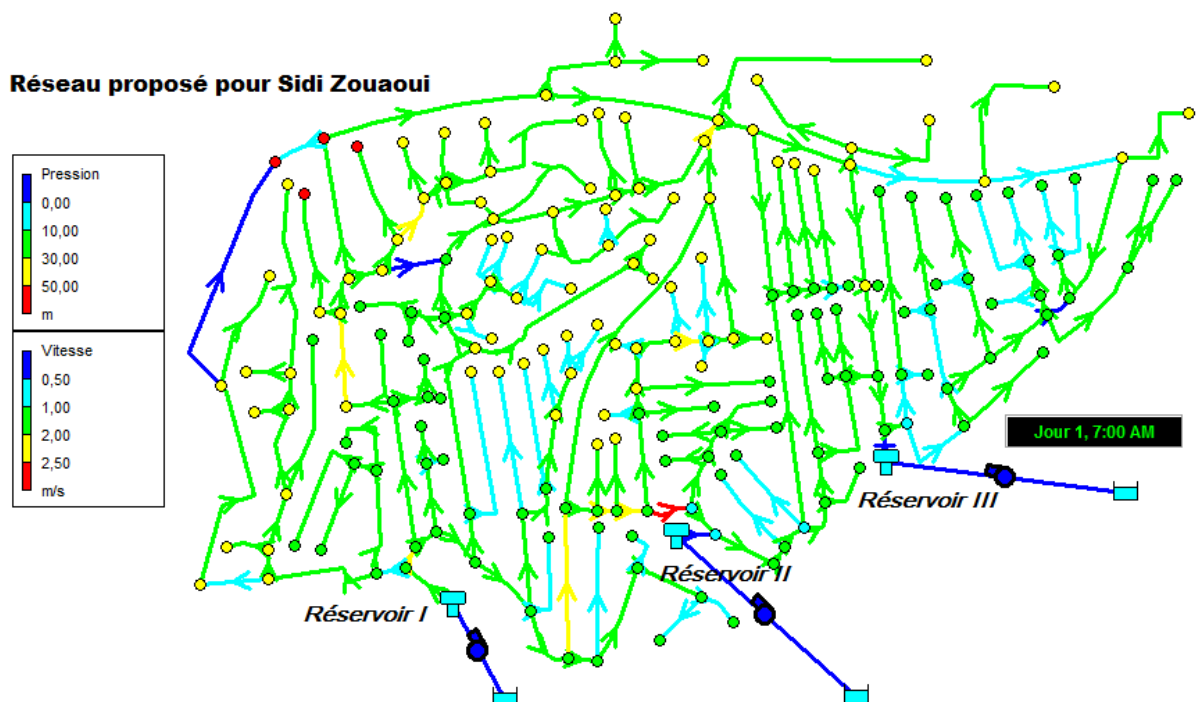 Réseau proposé pour Sidi Zouaoui
Pression
0,00
10,00
30,00
50,00
m
Vitesse
0,50
1,00
2,00
2,50
m/s
Jour 1, 7:00 AM
Réservoir III
Réservoir II
Réservoir I